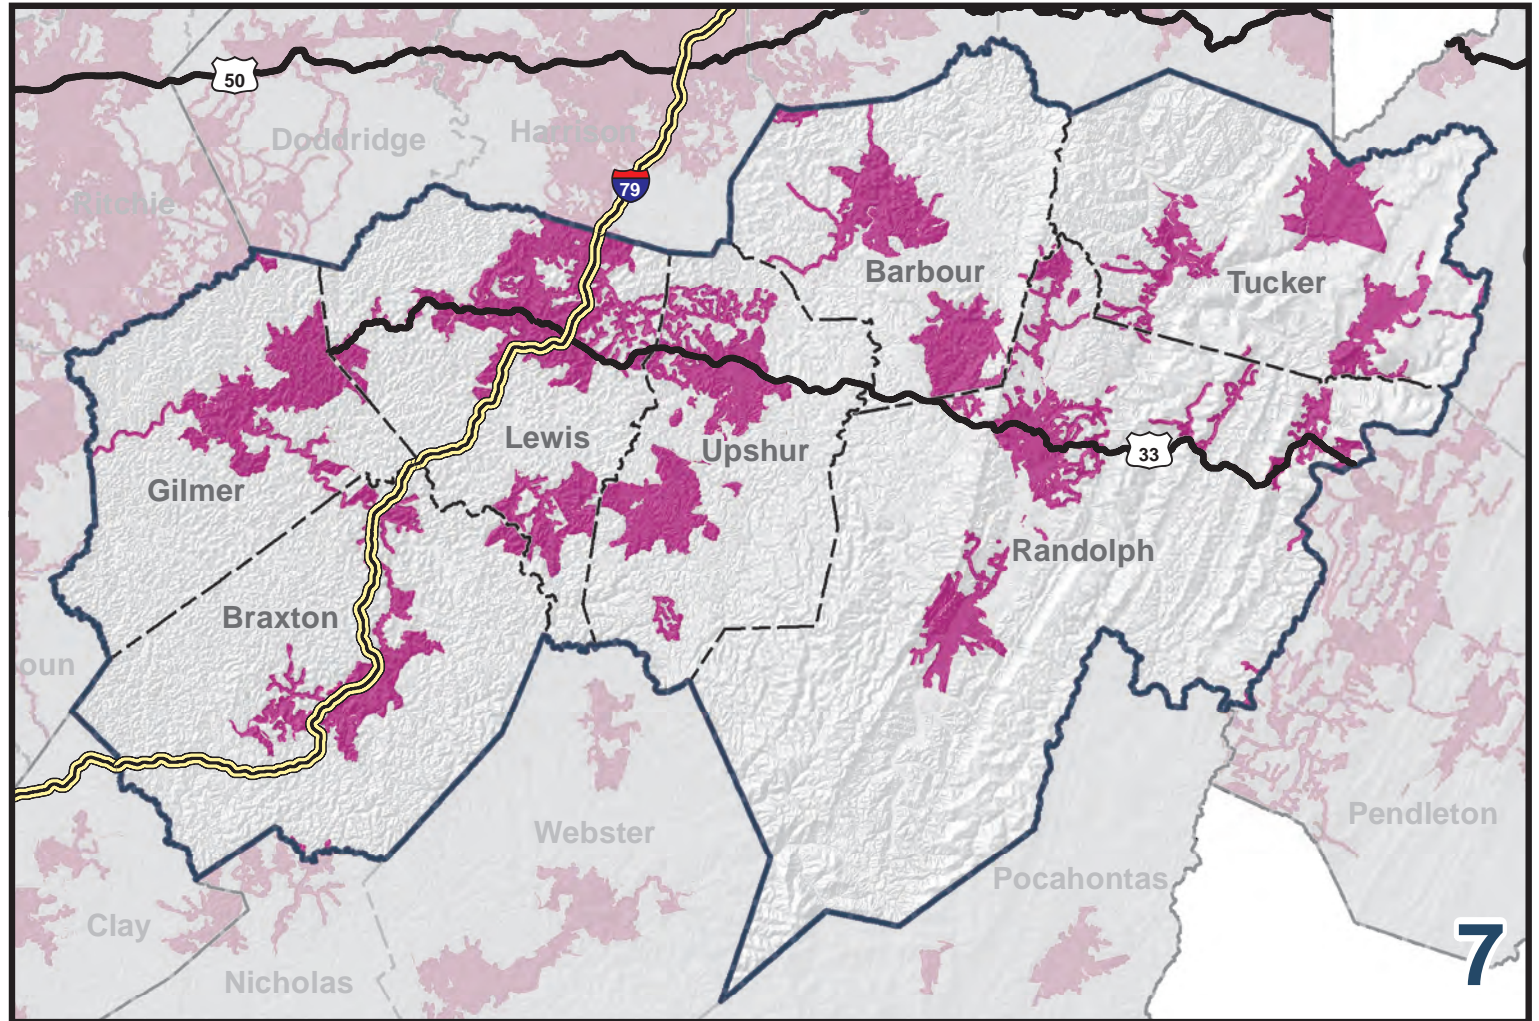 50
Doddridge
Harrison
79
Ritchie
Barbour
Tucker
Lewis
Upshur
33
Gilmer
Randolph
Braxton
oun
Webster
Pendleton
Pocahontas
Clay
Nicholas
7